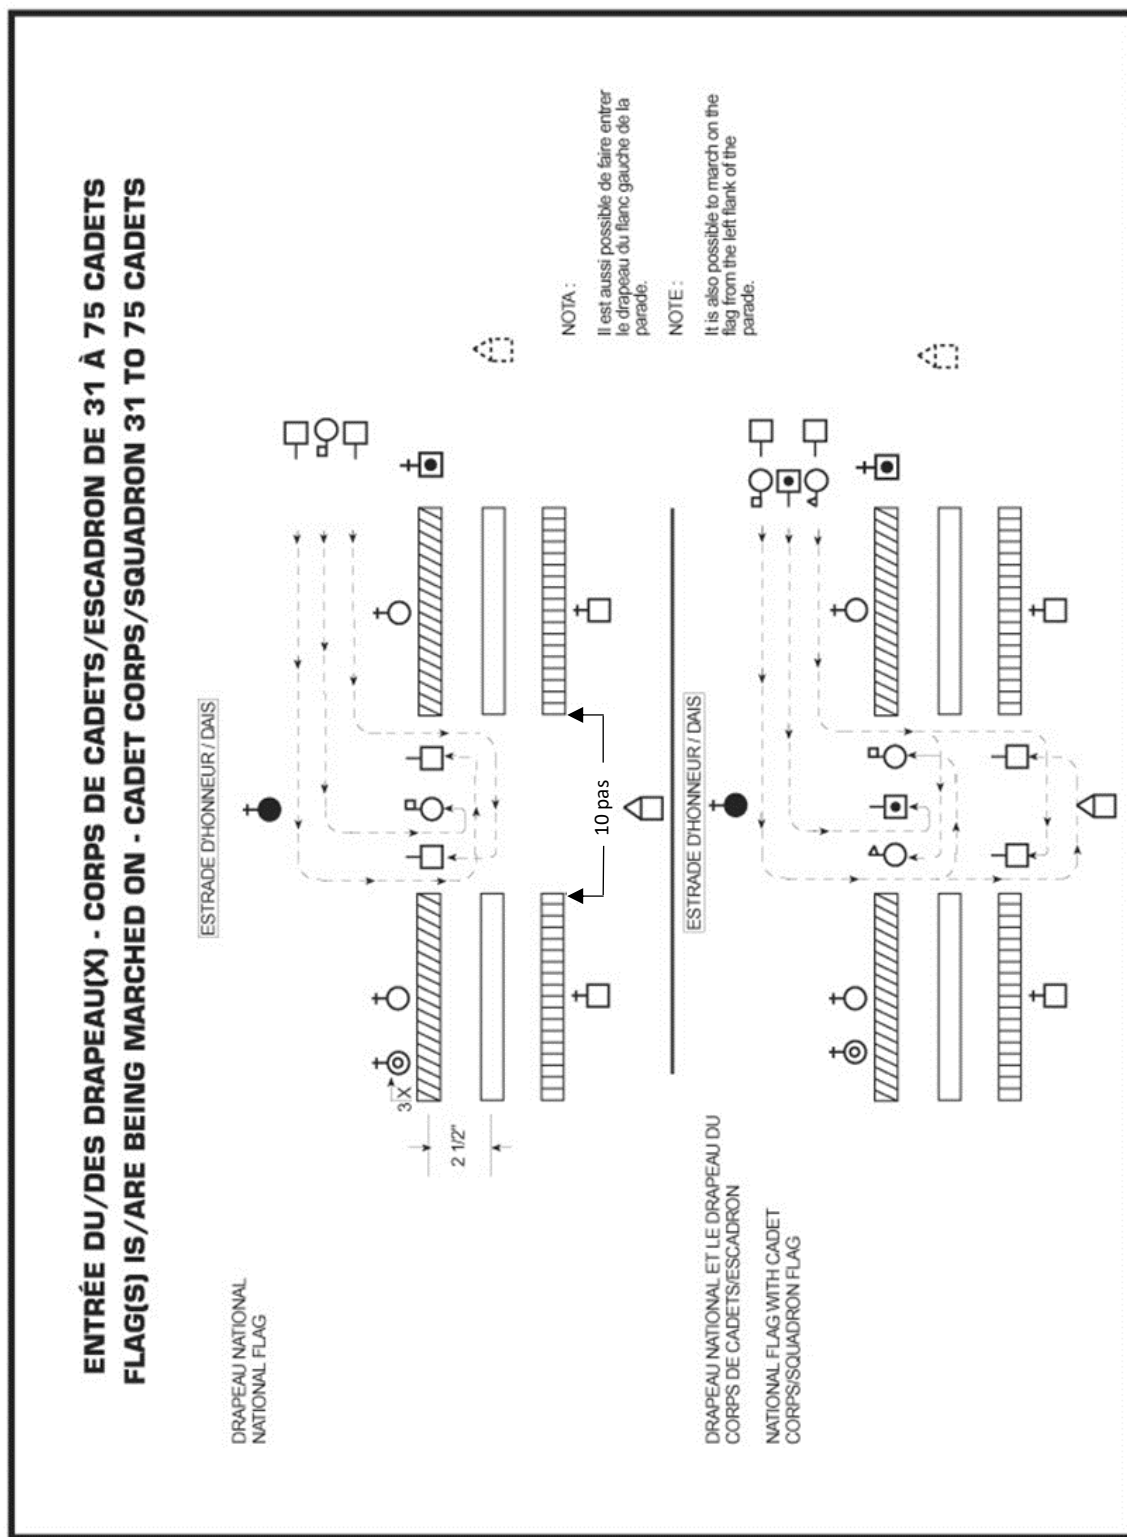 ENTRÉE DU/DES DRAPEAU(X) - CORPS DE CADETS/ESCADRON DE 31 À 75 CADETS
FLAG(S) IS/ARE BEING MARCHED ON - CADET CORPS/SQUADRON 31 TO 75 CADETS
DRAPEAU NATIONAL
NATIONAL FLAG
ESTRADE D'HONNEUR / DAIS
3 X
2 1/2"
10 pas
NOTA :
Il est aussi possible de faire entrer
le drapeau du flanc gauche de la
parade.
NOTE :
It is also possible to march on the
flag from the left flank of the
parade.
DRAPEAU NATIONAL ET LE DRAPEAU DU
CORPS DE CADETS/ESCADRON
NATIONAL FLAG WITH CADET
CORPS/SQUADRON FLAG
ESTRADE D'HONNEUR / DAIS